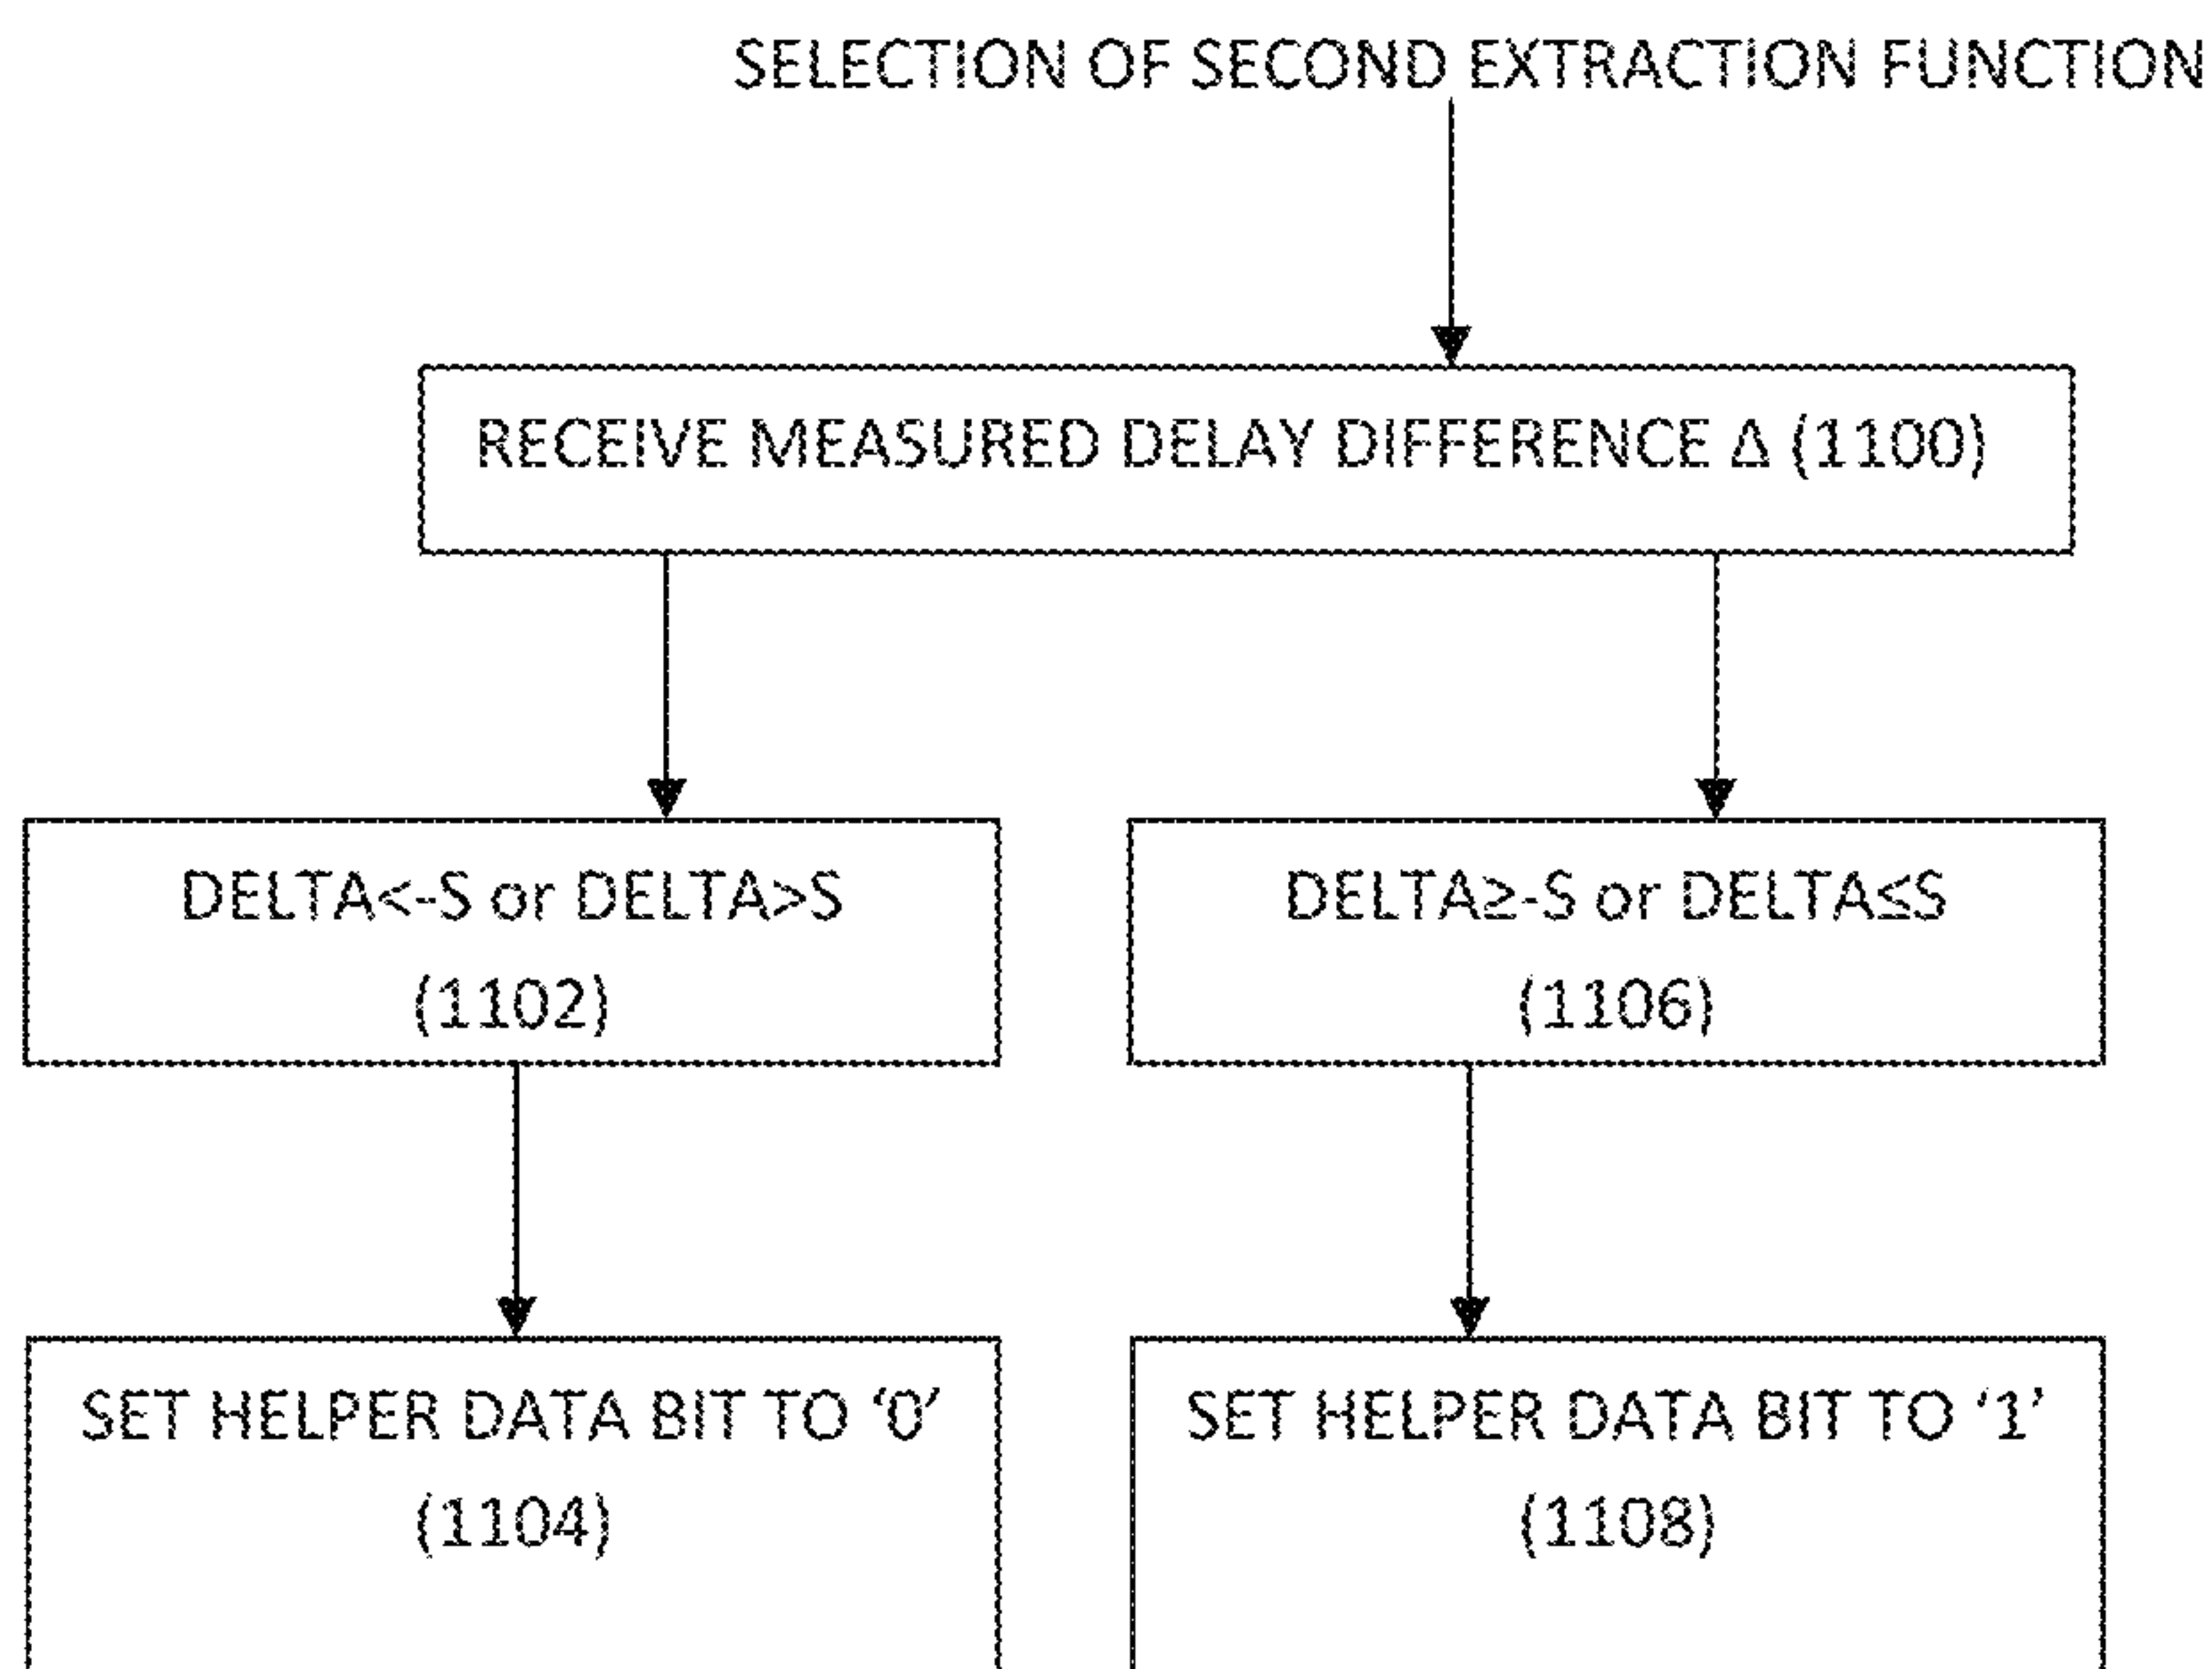 SELECTION OF SECOND EXTRACTION FUNCTION
RECEIVE MEASURED DELAY DIFFERENCE Δ (1100)
DELTA<-S or DELTA>S
(1102)
DELTA≥-S or DELTA≤S
(1106)
SET HELPER DATA BIT TO ‘0’
(1104)
SET HELPER DATA BIT TO ‘1’
(1108)